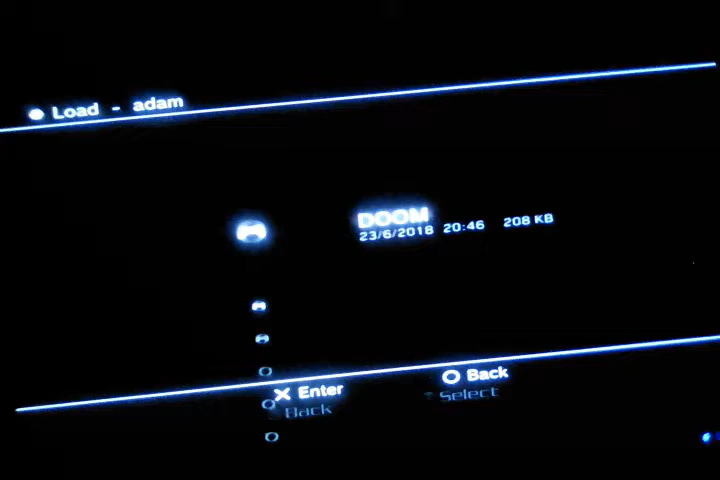 Load - adam
DOOM
23/6/2018 20:46 208 KB
Enter Back
Back Select